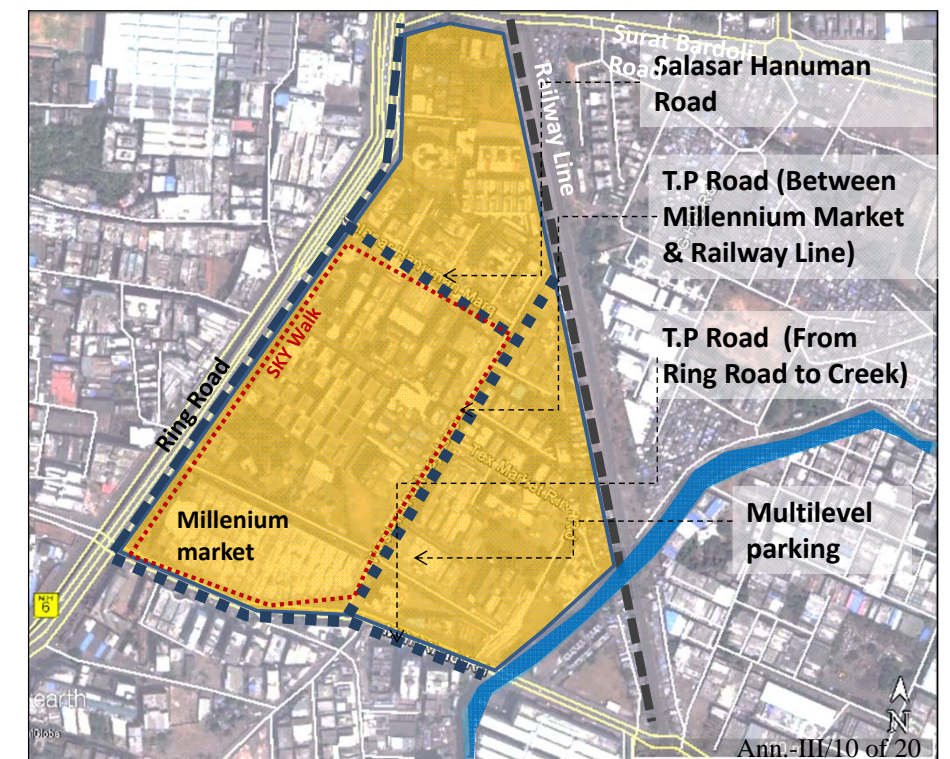 Surat Bardoli
Road
Salasar Hanuman
Road
Railway Line
T.P Road (Between
Millennium Market
& Railway Line)
T.P Road (From
Ring Road to Creek)
SKY Walk
Ring Road
Millenium
market
Multilevel
parking
NH
6
earth
N
Ann.-III/10 of 20